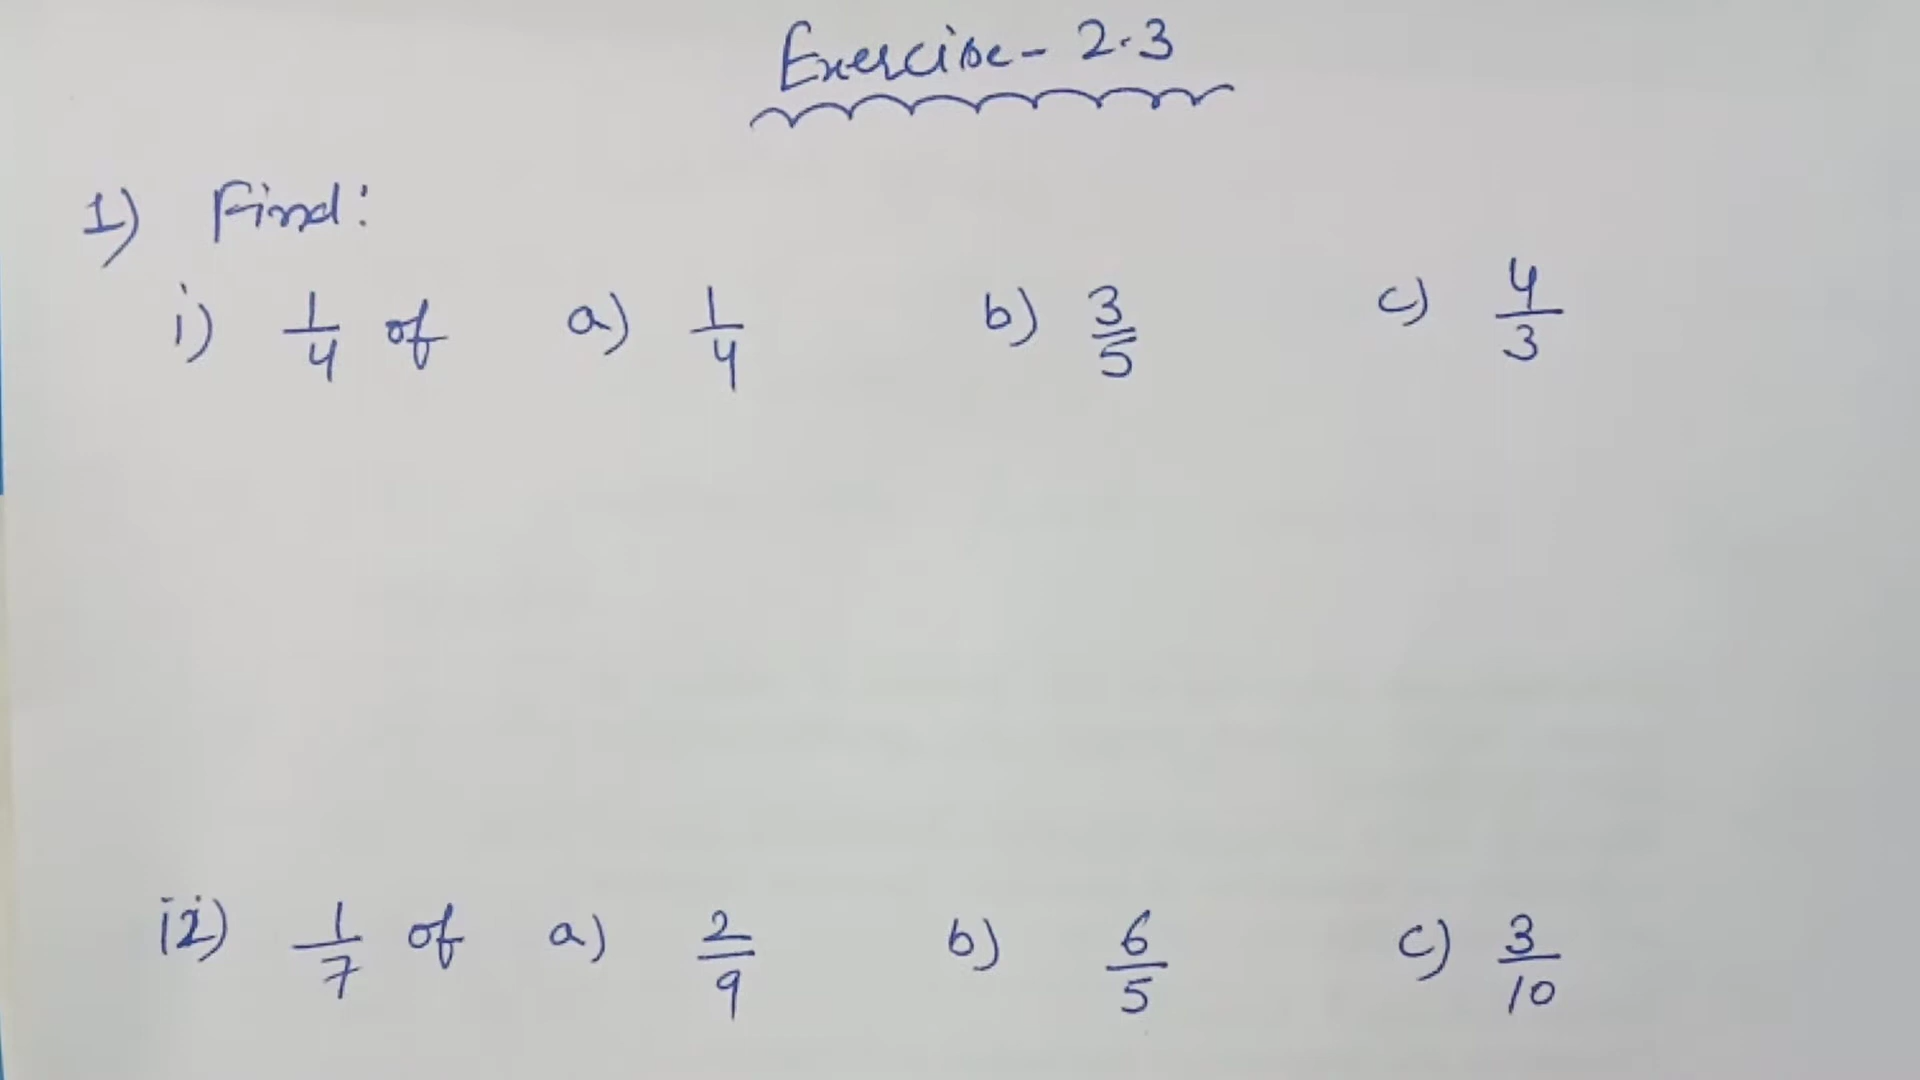 Exercise - 2.3
1) Find:
i) 1/4 of a) 1/4 b) 3/5 c) 4/3
ii) 1/7 of a) 2/9 b) 6/5 c) 3/10